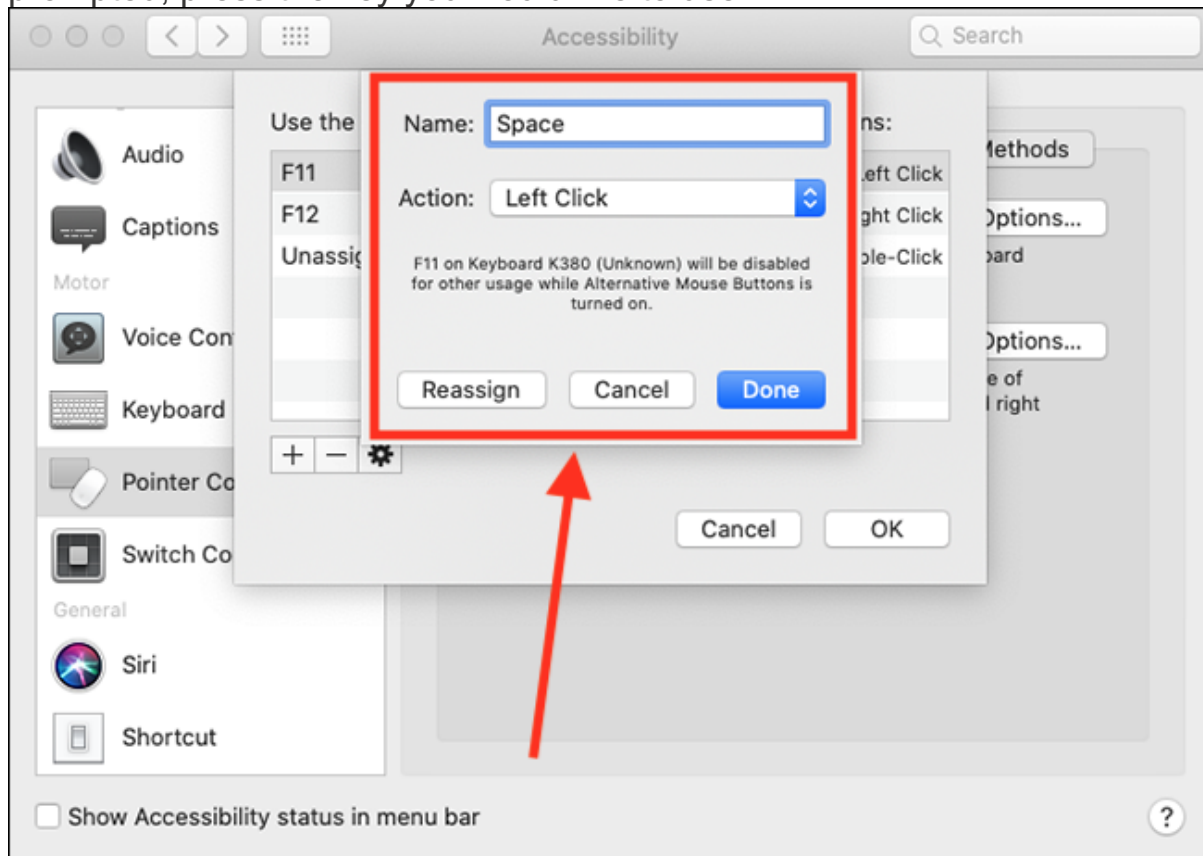 Accessibility
Search
Use the
ns:
Name: Space
Action: Left Click
F11 on Keyboard K380 (Unknown) will be disabled
for other usage while Alternative Mouse Buttons is
turned on.
Reassign Cancel Done
F11
Left Click
F12
ght Click
Unassig
ble-Click
Cancel OK
Methods
Options...
oard
Options...
e of
right
Audio
Captions
Motor
Voice Con
Keyboard
Pointer Co
Switch Co
General
Siri
Shortcut
Show Accessibility status in menu bar
?